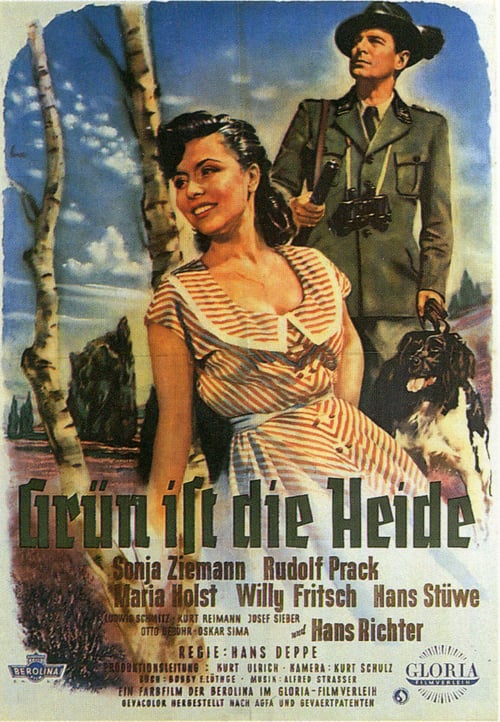 Grün ist die Heide
Sonja Ziemann Rudolf Prack
Maria Holst Willy Fritsch Hans Stüwe
LUDWIG SCHMITZ · KURT REIMANN JOSEF SIEBER
OTTO GEBÜHR · OSKAR SIMA und Hans Richter
REGIE: HANS DEPPE
PRODUKTIONSLEITUNG: KURT ULRICH · KAMERA: KURT SCHULZ
BUCH: BOBBY E. LÜTHGE · MUSIK: ALFRED STRASSER
EIN FARBFILM DER BEROLINA IM GLORIA-FILMVERLEIH
GEVACOLOR HERGESTELLT NACH AGFA UND GEVAERTPATENTEN
BEROLINA
GLORIA
FILMVERLEIH